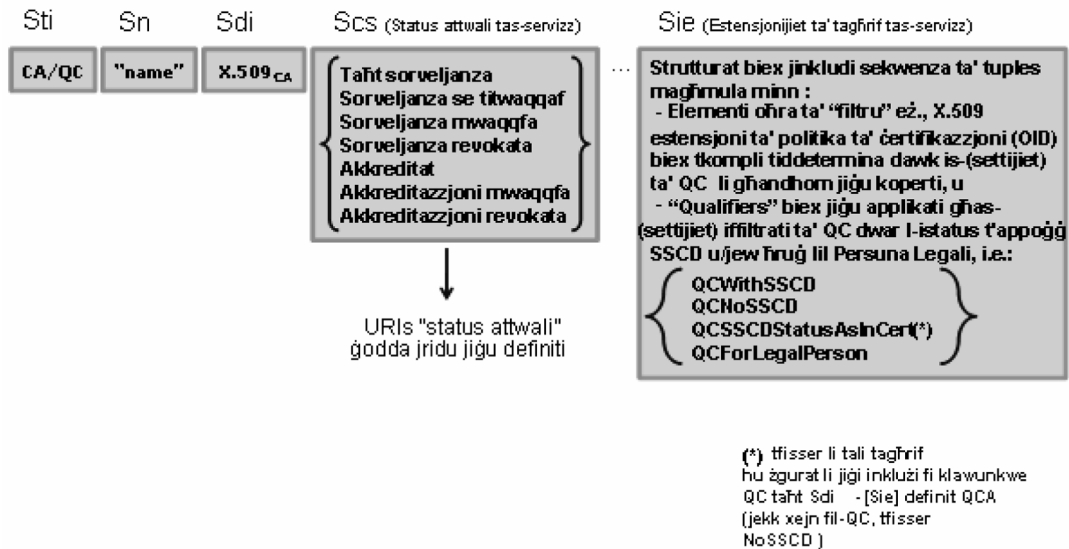 Sti
Sn
Sdi
Scs (Status attwali tas-servizz)
Sie (Estensjonijiet ta' tagħrif tas-servizz)
CA/QC
"name"
X.509CA
Taħt sorveljanza
Sorveljanza se titwaqqaf
Sorveljanza mwaqqfa
Sorveljanza revokata
Akkreditat
Akkreditazzjoni mwaqqfa
Akkreditazzjoni revokata
URIs "status attwali"
ġodda jridu jiġu definiti
...
Strutturat biex jinkludi sekwenza ta' tuples
magħmula minn :
- Elementi oħra ta' "filtru" eż., X.509
estensjoni ta' politika ta' ċertifikazzjoni (OID)
biex tkompli tiddetermina dawk is-(settijiet)
ta' QC li għandhom jiġu koperti, u
- "Qualifiers" biex jiġu applikati għas-
(settijiet) iffiltrati ta' QC dwar l-istatus t'appoġġ
SSCD u/jew ħruġ lil Persuna Legali, i.e.:
QCWithSSCD
QCNoSSCD
QCSSCDStatusAsInCert(*)
QCForLegalPerson
(*) tfisser li tali tagħrif
hu żgurat li jiġi inklużi fi klawunkwe
QC taħt Sdi -[Sie] definit QCA
(jekk xejn fil-QC, tfisser
NoSSCD )